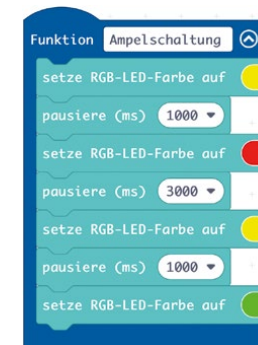 Funktion Ampelschaltung
setze RGB-LED-Farbe auf
pausiere (ms) 1000
setze RGB-LED-Farbe auf
pausiere (ms) 3000
setze RGB-LED-Farbe auf
pausiere (ms) 1000
setze RGB-LED-Farbe auf